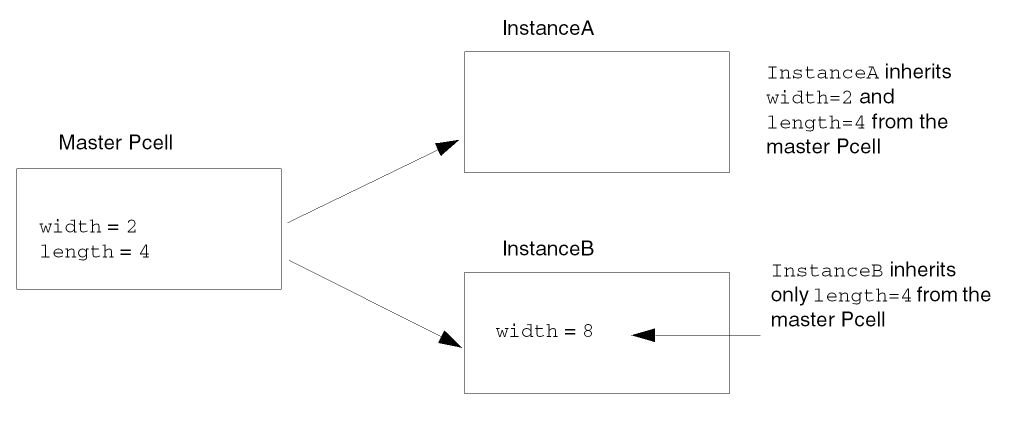 InstanceA
InstanceA inherits
width=2 and
length=4 from the
master Pcell
Master Pcell
width = 2
length = 4
InstanceB
InstanceB inherits
only length=4 from the
master Pcell
width = 8